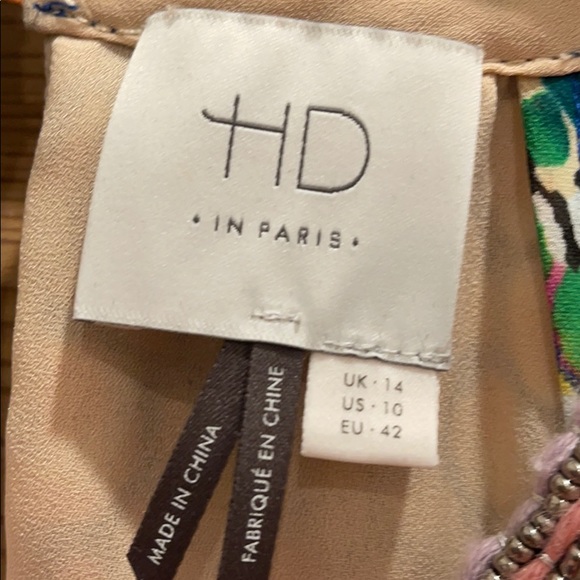 HD
• IN PARIS •
UK · 14
US · 10
EU · 42
MADE IN CHINA
FABRIQUÉ EN CHINE